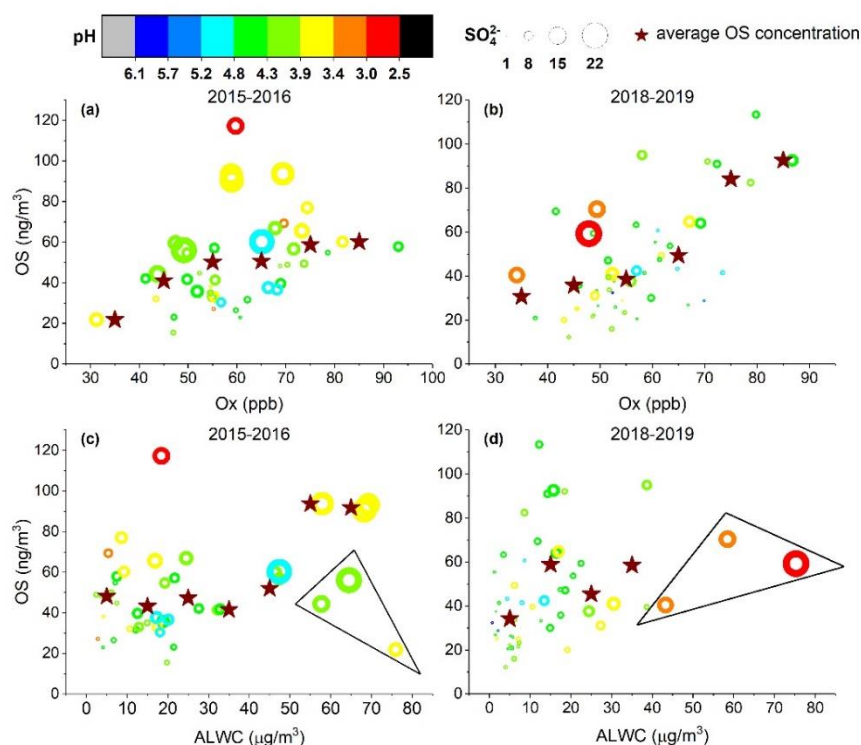 pH
6.1 5.7 5.2 4.8 4.3 3.9 3.4 3.0 2.5
SO₄²⁻
1 8 15 22
★ average OS concentration
(a) 2015-2016
OS (ng/m³)
120
100
80
60
40
20
0
30 40 50 60 70 80 90 100
Ox (ppb)
(b) 2018-2019
120
100
80
60
40
20
0
30 40 50 60 70 80 90
Ox (ppb)
(c) 2015-2016
OS (ng/m³)
120
100
80
60
40
20
0
0 10 20 30 40 50 60 70 80
ALWC (μg/m³)
(d) 2018-2019
120
100
80
60
40
20
0
0 10 20 30 40 50 60 70 80
ALWC (μg/m³)